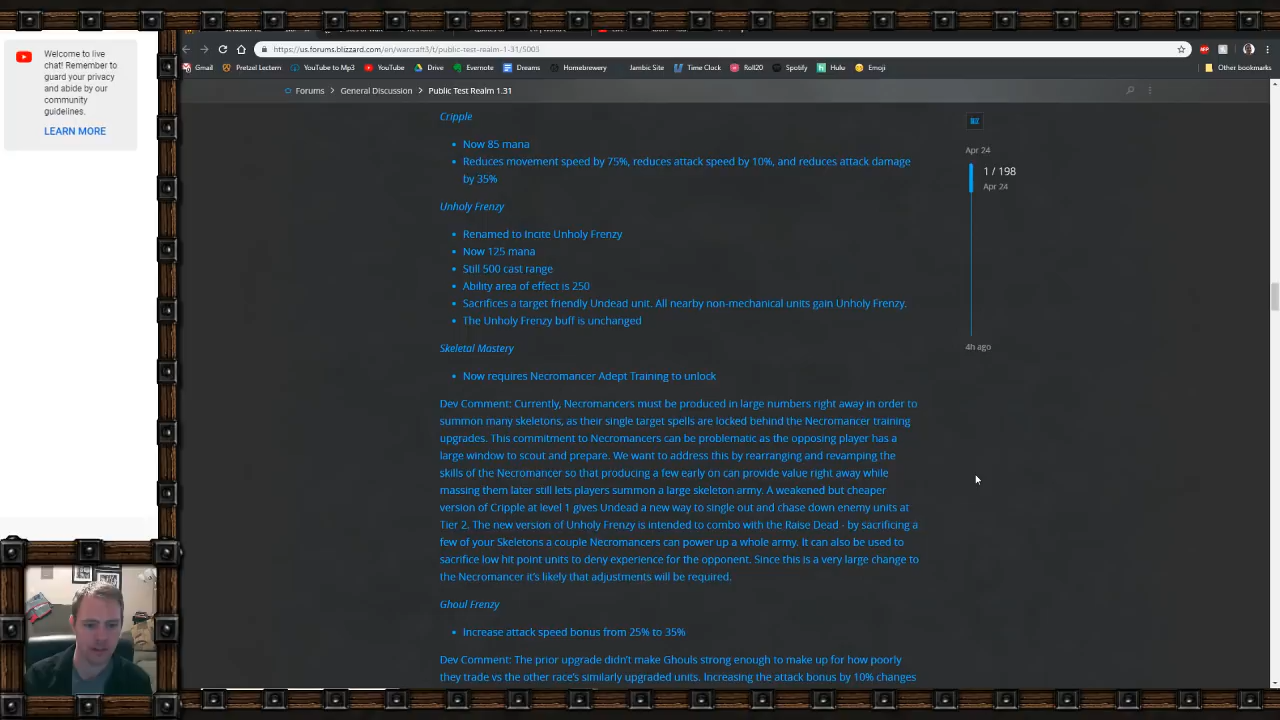 Welcome to live
chat! Remember to
guard your privacy
and abide by our
community
guidelines.
LEARN MORE
https://us.forums.blizzard.com/en/warcraft3/t/public-test-realm-1-31/5005
Gmail
Pretzel Lectern
YouTube to Mp3
YouTube
Drive
Evernote
Dreams
Homebrewery
Jambic Site
Time Clock
Roll20
Spotify
Hulu
Emoji
Other bookmarks
Forums
General Discussion
Public Test Realm 1.31
Cripple
• Now 85 mana
• Reduces movement speed by 75%, reduces attack speed by 10%, and reduces attack damage
by 35%
Unholy Frenzy
• Renamed to Incite Unholy Frenzy
• Now 125 mana
• Still 500 cast range
• Ability area of effect is 250
• Sacrifices a target friendly Undead unit. All nearby non-mechanical units gain Unholy Frenzy.
• The Unholy Frenzy buff is unchanged
Skeletal Mastery
• Now requires Necromancer Adept Training to unlock
Dev Comment: Currently, Necromancers must be produced in large numbers right away in order to
summon many skeletons, as their single target spells are locked behind the Necromancer training
upgrades. This commitment to Necromancers can be problematic as the opposing player has a
large window to scout and prepare. We want to address this by rearranging and revamping the
skills of the Necromancer so that producing a few early on can provide value right away while
massing them later still lets players summon a large skeleton army. A weakened but cheaper
version of Cripple at level 1 gives Undead a new way to single out and chase down enemy units at
Tier 2. The new version of Unholy Frenzy is intended to combo with the Raise Dead - by sacrificing a
few of your Skeletons a couple Necromancers can power up a whole army. It can also be used to
sacrifice low hit point units to deny experience for the opponent. Since this is a very large change to
the Necromancer it's likely that adjustments will be required.
Ghoul Frenzy
• Increase attack speed bonus from 25% to 35%
Dev Comment: The prior upgrade didn't make Ghouls strong enough to make up for how poorly
they trade vs the other race's similarly upgraded units. Increasing the attack bonus by 10% changes
Apr 24
1 / 198
Apr 24
4h ago